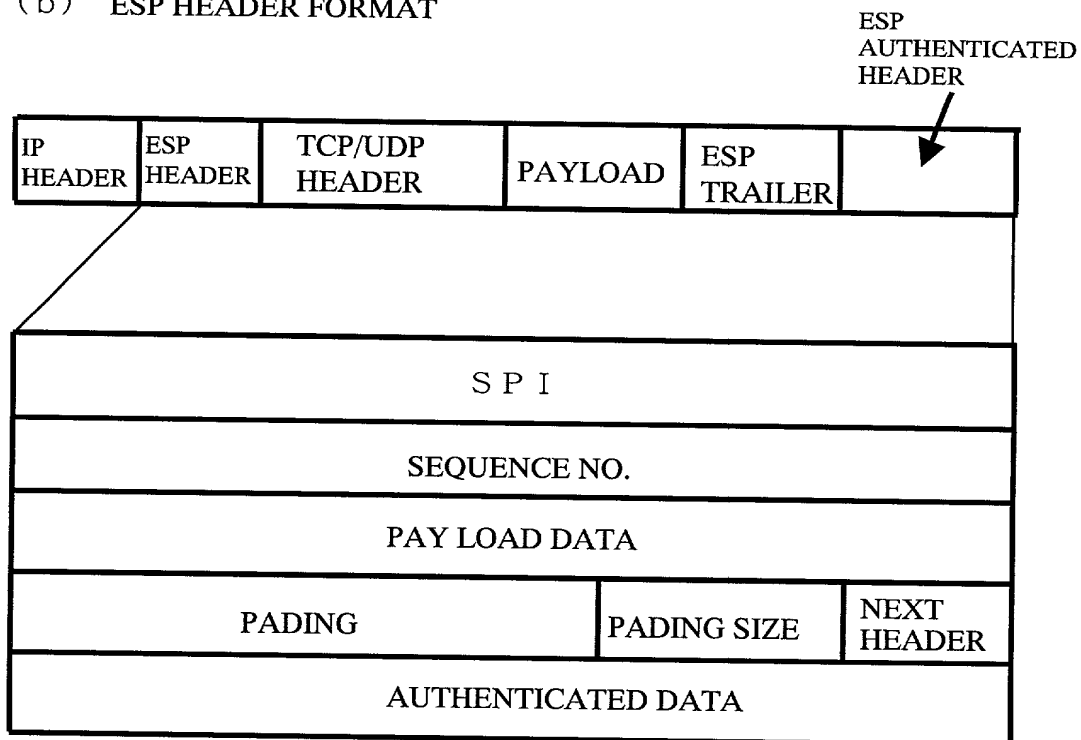 (b) ESP HEADER FORMAT
ESP
AUTHENTICATED
HEADER
IP
HEADER
ESP
HEADER
TCP/UDP
HEADER
PAYLOAD
ESP
TRAILER
SPI
SEQUENCE NO.
PAY LOAD DATA
PADING
PADING SIZE
NEXT
HEADER
AUTHENTICATED DATA